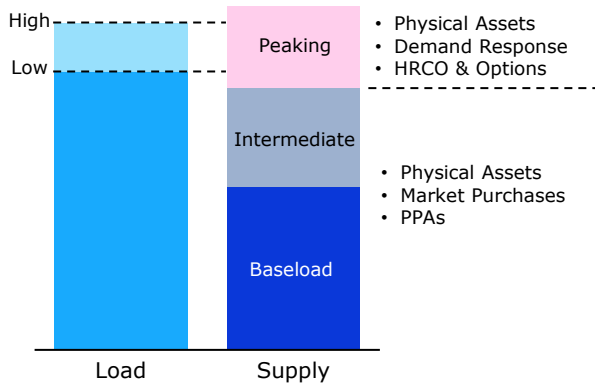 High
Low
Peaking
Intermediate
Baseload
• Physical Assets
• Demand Response
• HRCO & Options
• Physical Assets
• Market Purchases
• PPAs
Load
Supply